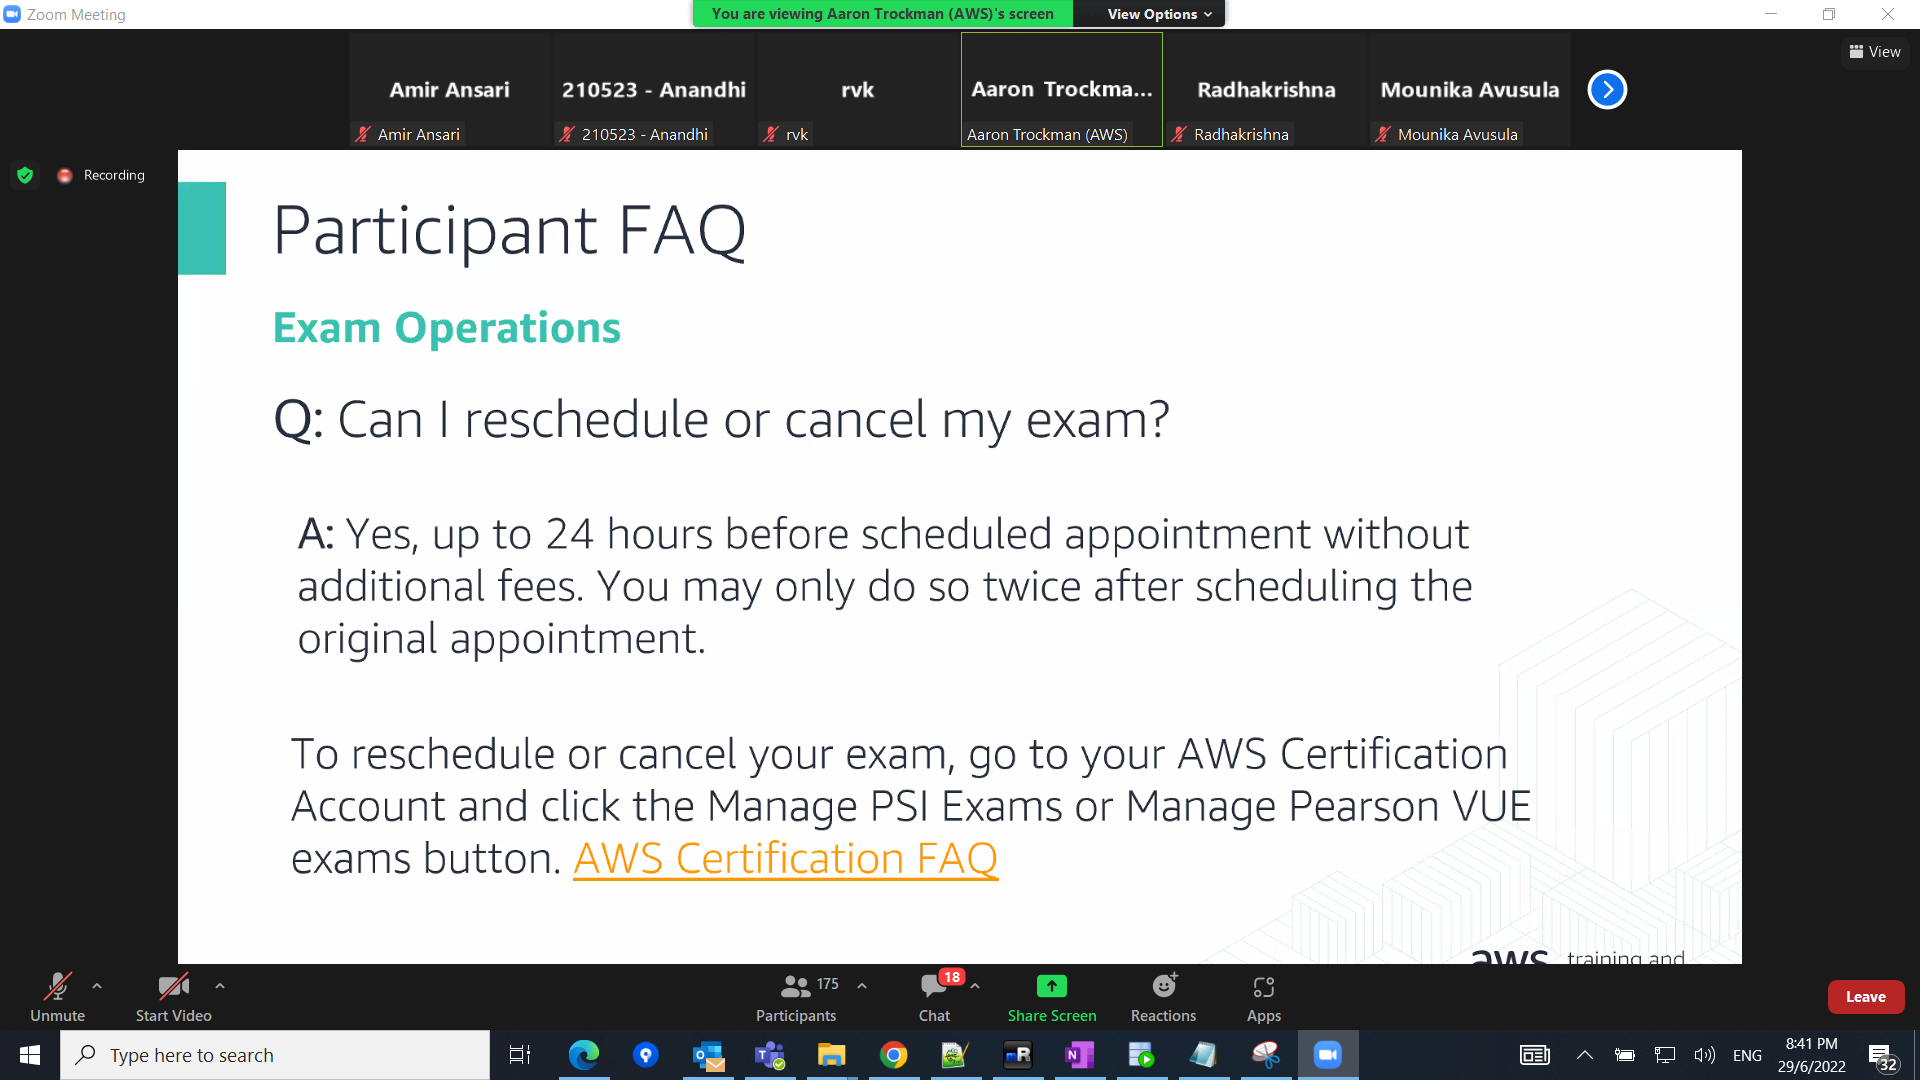 Zoom Meeting
You are viewing Aaron Trockman (AWS)'s screen
View Options
View
Amir Ansari
210523 - Anandhi
rvk
Aaron Trockma...
Radhakrishna
Mounika Avusula
Amir Ansari
210523 - Anandhi
rvk
Aaron Trockman (AWS)
Radhakrishna
Mounika Avusula
Recording
Participant FAQ
Exam Operations
Q: Can I reschedule or cancel my exam?
A: Yes, up to 24 hours before scheduled appointment without
additional fees. You may only do so twice after scheduling the
original appointment.
To reschedule or cancel your exam, go to your AWS Certification
Account and click the Manage PSI Exams or Manage Pearson VUE
exams button. AWS Certification FAQ
aws training and
Unmute
Start Video
175
Participants
18
Chat
Share Screen
Reactions
Apps
Leave
Type here to search
mR
ENG
8:41 PM
29/6/2022
32